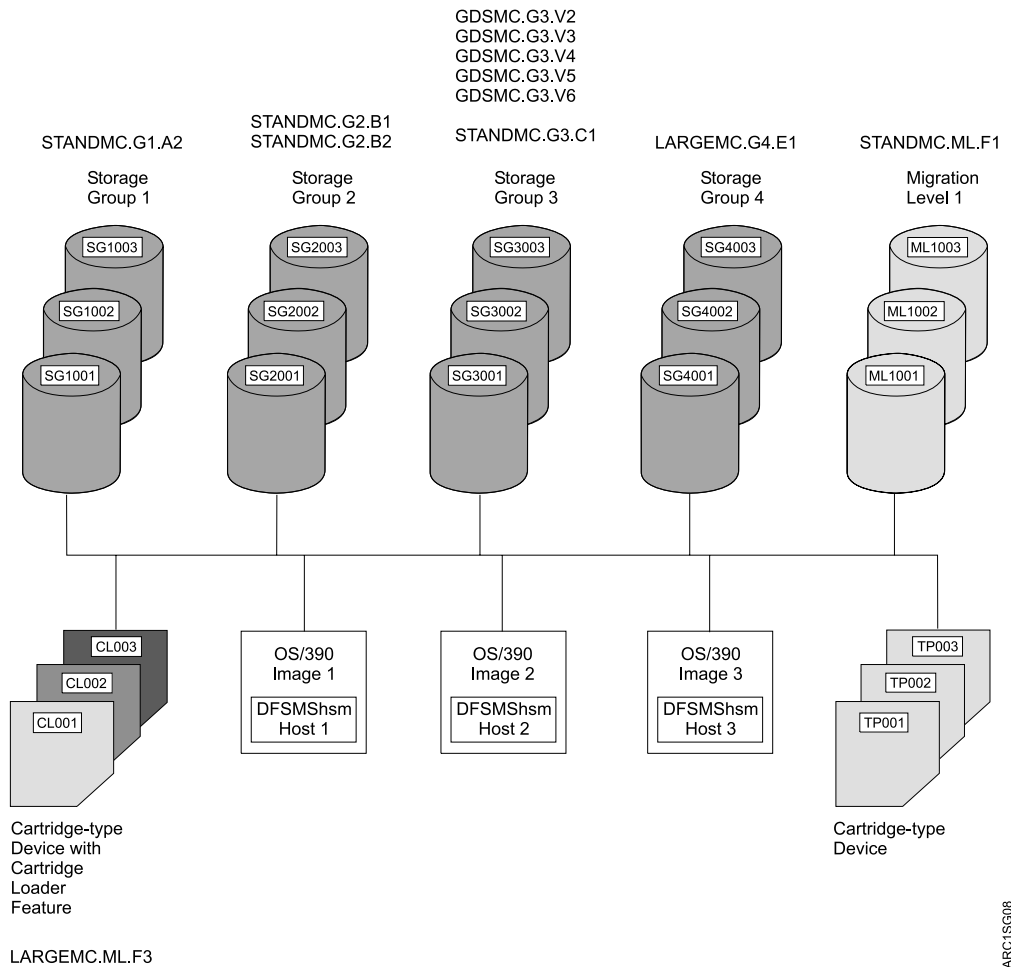 GDSMC.G3.V2
GDSMC.G3.V3
GDSMC.G3.V4
GDSMC.G3.V5
GDSMC.G3.V6
STANDMC.G1.A2
STANDMC.G2.B1
STANDMC.G2.B2
STANDMC.G3.C1
LARGEMC.G4.E1
STANDMC.ML.F1
Storage
Group 1
Storage
Group 2
Storage
Group 3
Storage
Group 4
Migration
Level 1
SG1003
SG1002
SG1001
SG2003
SG2002
SG2001
SG3003
SG3002
SG3001
SG4003
SG4002
SG4001
ML1003
ML1002
ML1001
CL003
CL002
CL001
Cartridge-type
Device with
Cartridge
Loader
Feature
OS/390
Image 1
DFSMShsm
Host 1
OS/390
Image 2
DFSMShsm
Host 2
OS/390
Image 3
DFSMShsm
Host 3
TP003
TP002
TP001
Cartridge-type
Device
LARGEMC.ML.F3
ARC1SG08